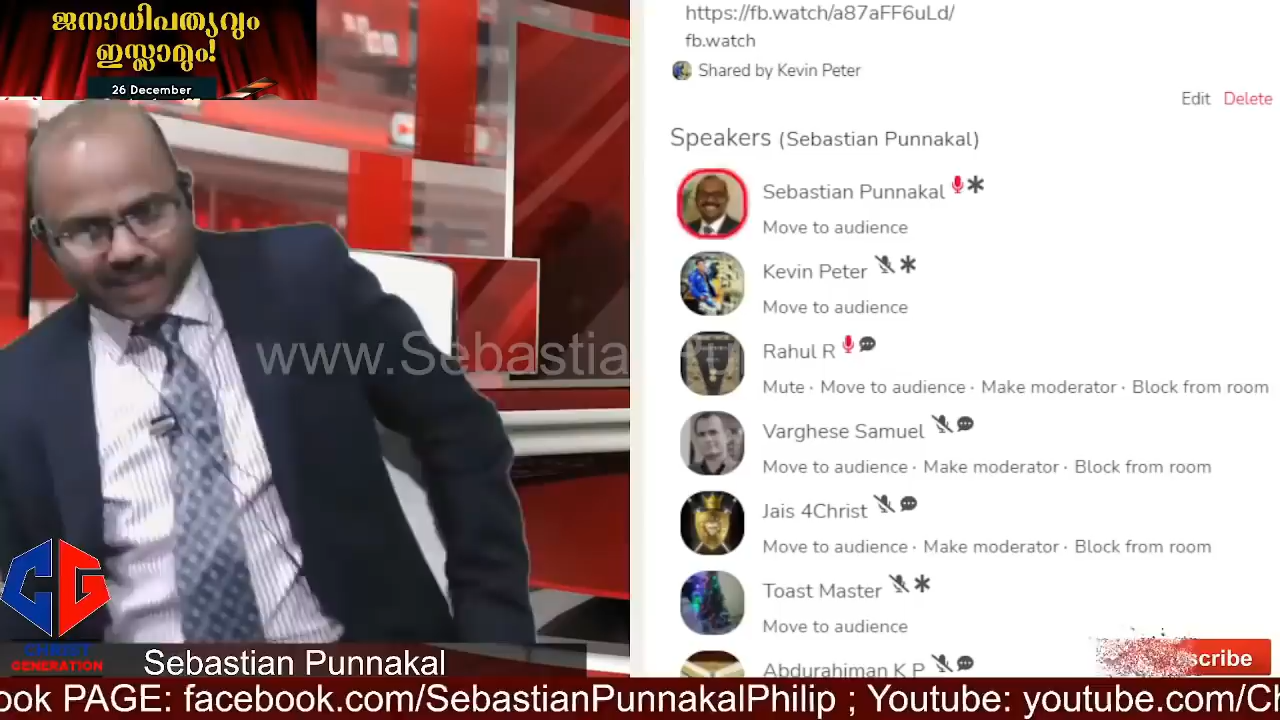 ജനാധിപത്യവും
ഇസ്ലാമും!
26 December
https://fb.watch/a87aFF6uLd/
fb.watch
Shared by Kevin Peter
Edit Delete
Speakers (Sebastian Punnakal)
Sebastian Punnakal
Move to audience
Kevin Peter
Move to audience
Rahul R
Mute · Move to audience · Make moderator · Block from room
Varghese Samuel
Move to audience · Make moderator · Block from room
Jais 4Christ
Move to audience · Make moderator · Block from room
Toast Master
Move to audience
Abdurahiman K P
www.Sebastia
CG
CHRIST
GENERATION
Sebastian Punnakal
scribe
ook PAGE: facebook.com/SebastianPunnakalPhilip ; Youtube: youtube.com/Ch